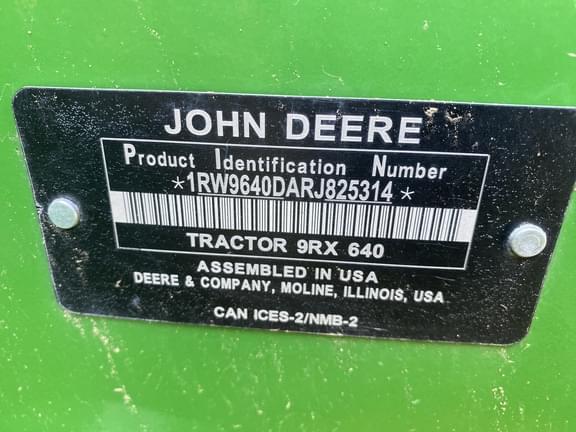 JOHN DEERE
Product Identification Number
*1RW9640DARJ825314*
TRACTOR 9RX 640
ASSEMBLED IN USA
DEERE & COMPANY, MOLINE, ILLINOIS, USA
CAN ICES-2/NMB-2